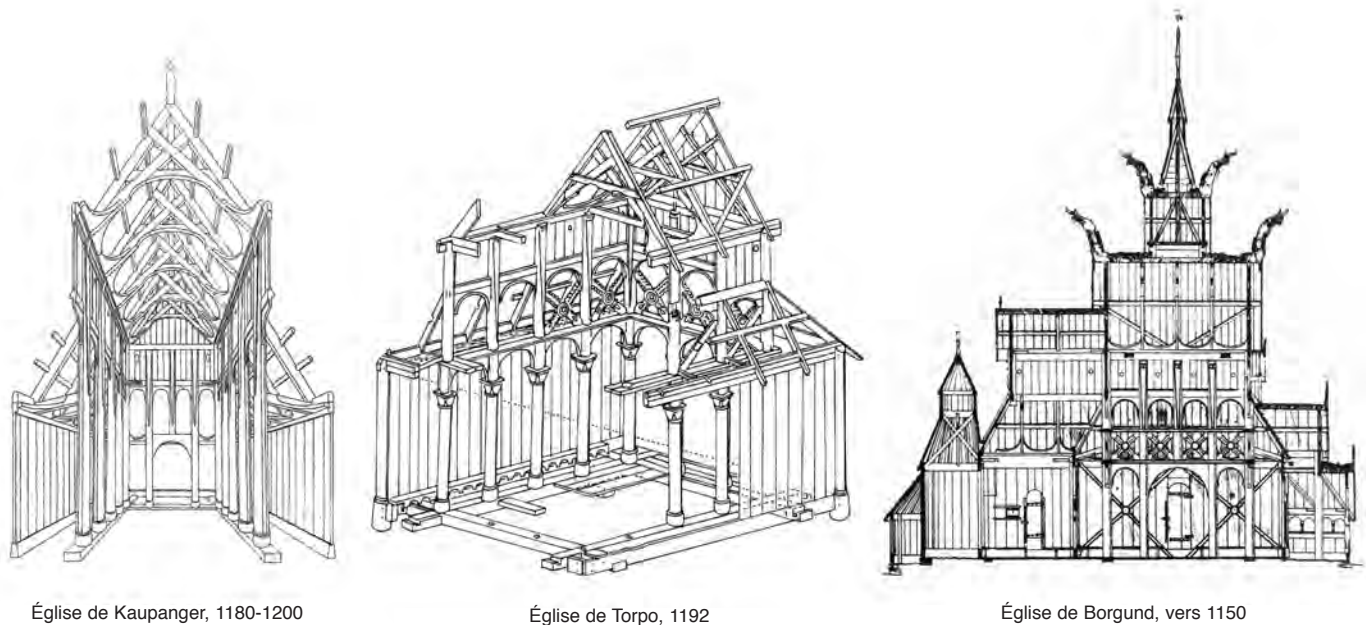 Église de Kaupanger, 1180-1200
Église de Torpo, 1192
Église de Borgund, vers 1150